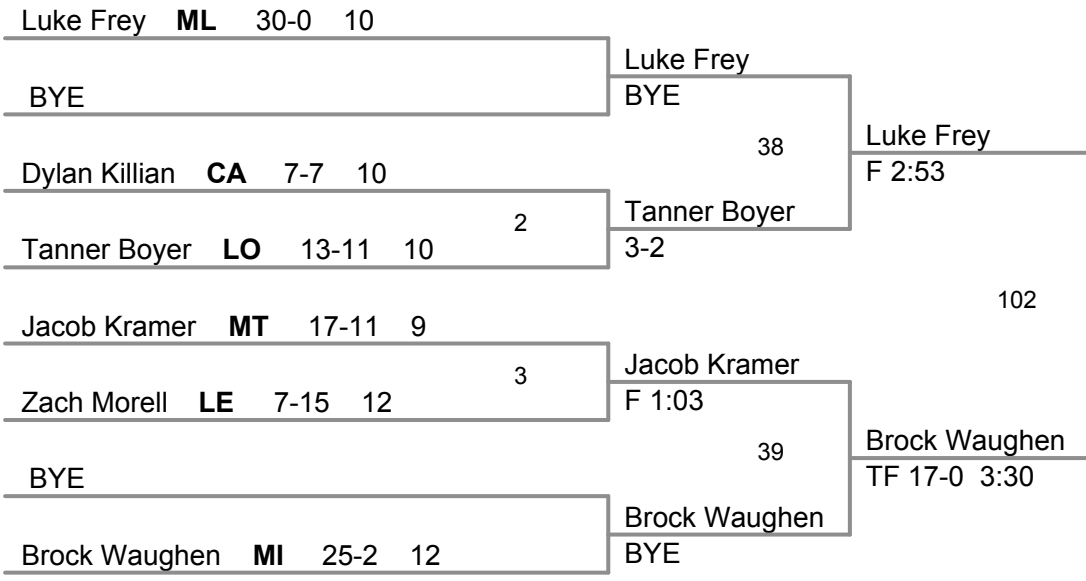 Luke Frey ML 30-0 10
BYE
Dylan Killian CA 7-7 10
2
Tanner Boyer LO 13-11 10
Jacob Kramer MT 17-11 9
3
Zach Morell LE 7-15 12
BYE
Brock Waughen MI 25-2 12
Luke Frey
BYE
38
Tanner Boyer
3-2
Jacob Kramer
F 1:03
39
Brock Waughen
BYE
Luke Frey
F 2:53
102
Brock Waughen
TF 17-0 3:30